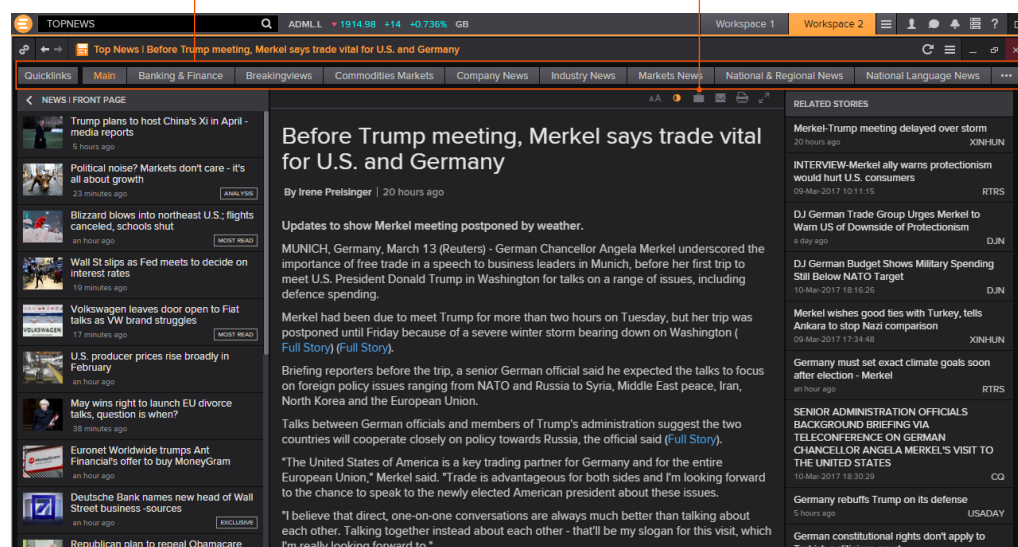 TOPNEWS
ADML.L ▼1914.98 +14 +0.736% GB
Workspace 1
Workspace 2
?
Top News | Before Trump meeting, Merkel says trade vital for U.S. and Germany
Quicklinks Main Banking & Finance Breakingviews Commodities Markets Company News Industry News Markets News National & Regional News National Language News ...
NEWS | FRONT PAGE
Trump plans to host China's Xi in April -
media reports
5 hours ago
Political noise? Markets don't care - it's
all about growth
23 minutes ago
ANALYSIS
Blizzard blows into northeast U.S.; flights
canceled, schools shut
an hour ago
MOST READ
Wall St slips as Fed meets to decide on
interest rates
19 minutes ago
VOLKSWAGEN
Volkswagen leaves door open to Fiat
talks as VW brand struggles
17 minutes ago
MOST READ
U.S. producer prices rise broadly in
February
an hour ago
May wins right to launch EU divorce
talks, question is when?
38 minutes ago
MoneyGram
Euronet Worldwide trumps Ant
Financial's offer to buy MoneyGram
an hour ago
Deutsche Bank names new head of Wall
Street business -sources
an hour ago
EXCLUSIVE
Republican plan to repeal Obamacare
AA
Before Trump meeting, Merkel says trade vital
for U.S. and Germany
By Irene Preisinger | 20 hours ago
Updates to show Merkel meeting postponed by weather.
MUNICH, Germany, March 13 (Reuters) - German Chancellor Angela Merkel underscored the
importance of free trade in a speech to business leaders in Munich, before her first trip to
meet U.S. President Donald Trump in Washington for talks on a range of issues, including
defence spending.
Merkel had been due to meet Trump for more than two hours on Tuesday, but her trip was
postponed until Friday because of a severe winter storm bearing down on Washington (
Full Story) (Full Story).
Briefing reporters before the trip, a senior German official said he expected the talks to focus
on foreign policy issues ranging from NATO and Russia to Syria, Middle East peace, Iran,
North Korea and the European Union.
Talks between German officials and members of Trump's administration suggest the two
countries will cooperate closely on policy towards Russia, the official said (Full Story).
"The United States of America is a key trading partner for Germany and for the entire
European Union," Merkel said. "Trade is advantageous for both sides and I'm looking forward
to the chance to speak to the newly elected American president about these issues.
"I believe that direct, one-on-one conversations are always much better than talking about
each other. Talking together instead about each other - that'll be my slogan for this visit, which
I'm really looking forward to."
RELATED STORIES
Merkel-Trump meeting delayed over storm
20 hours ago XINHUN
INTERVIEW-Merkel ally warns protectionism
would hurt U.S. consumers
09-Mar-2017 10:11:15 RTRS
DJ German Trade Group Urges Merkel to
Warn US of Downside of Protectionism
a day ago DJN
DJ German Budget Shows Military Spending
Still Below NATO Target
10-Mar-2017 18:16:26 DJN
Merkel wishes good ties with Turkey, tells
Ankara to stop Nazi comparison
09-Mar-2017 17:34:48 XINHUN
Germany must set exact climate goals soon
after election - Merkel
an hour ago RTRS
SENIOR ADMINISTRATION OFFICIALS
BACKGROUND BRIEFING VIA
TELECONFERENCE ON GERMAN
CHANCELLOR ANGELA MERKEL'S VISIT TO
THE UNITED STATES
10-Mar-2017 18:30:29 CQ
Germany rebuffs Trump on its defense
5 hours ago USADAY
German constitutional rights don't apply to